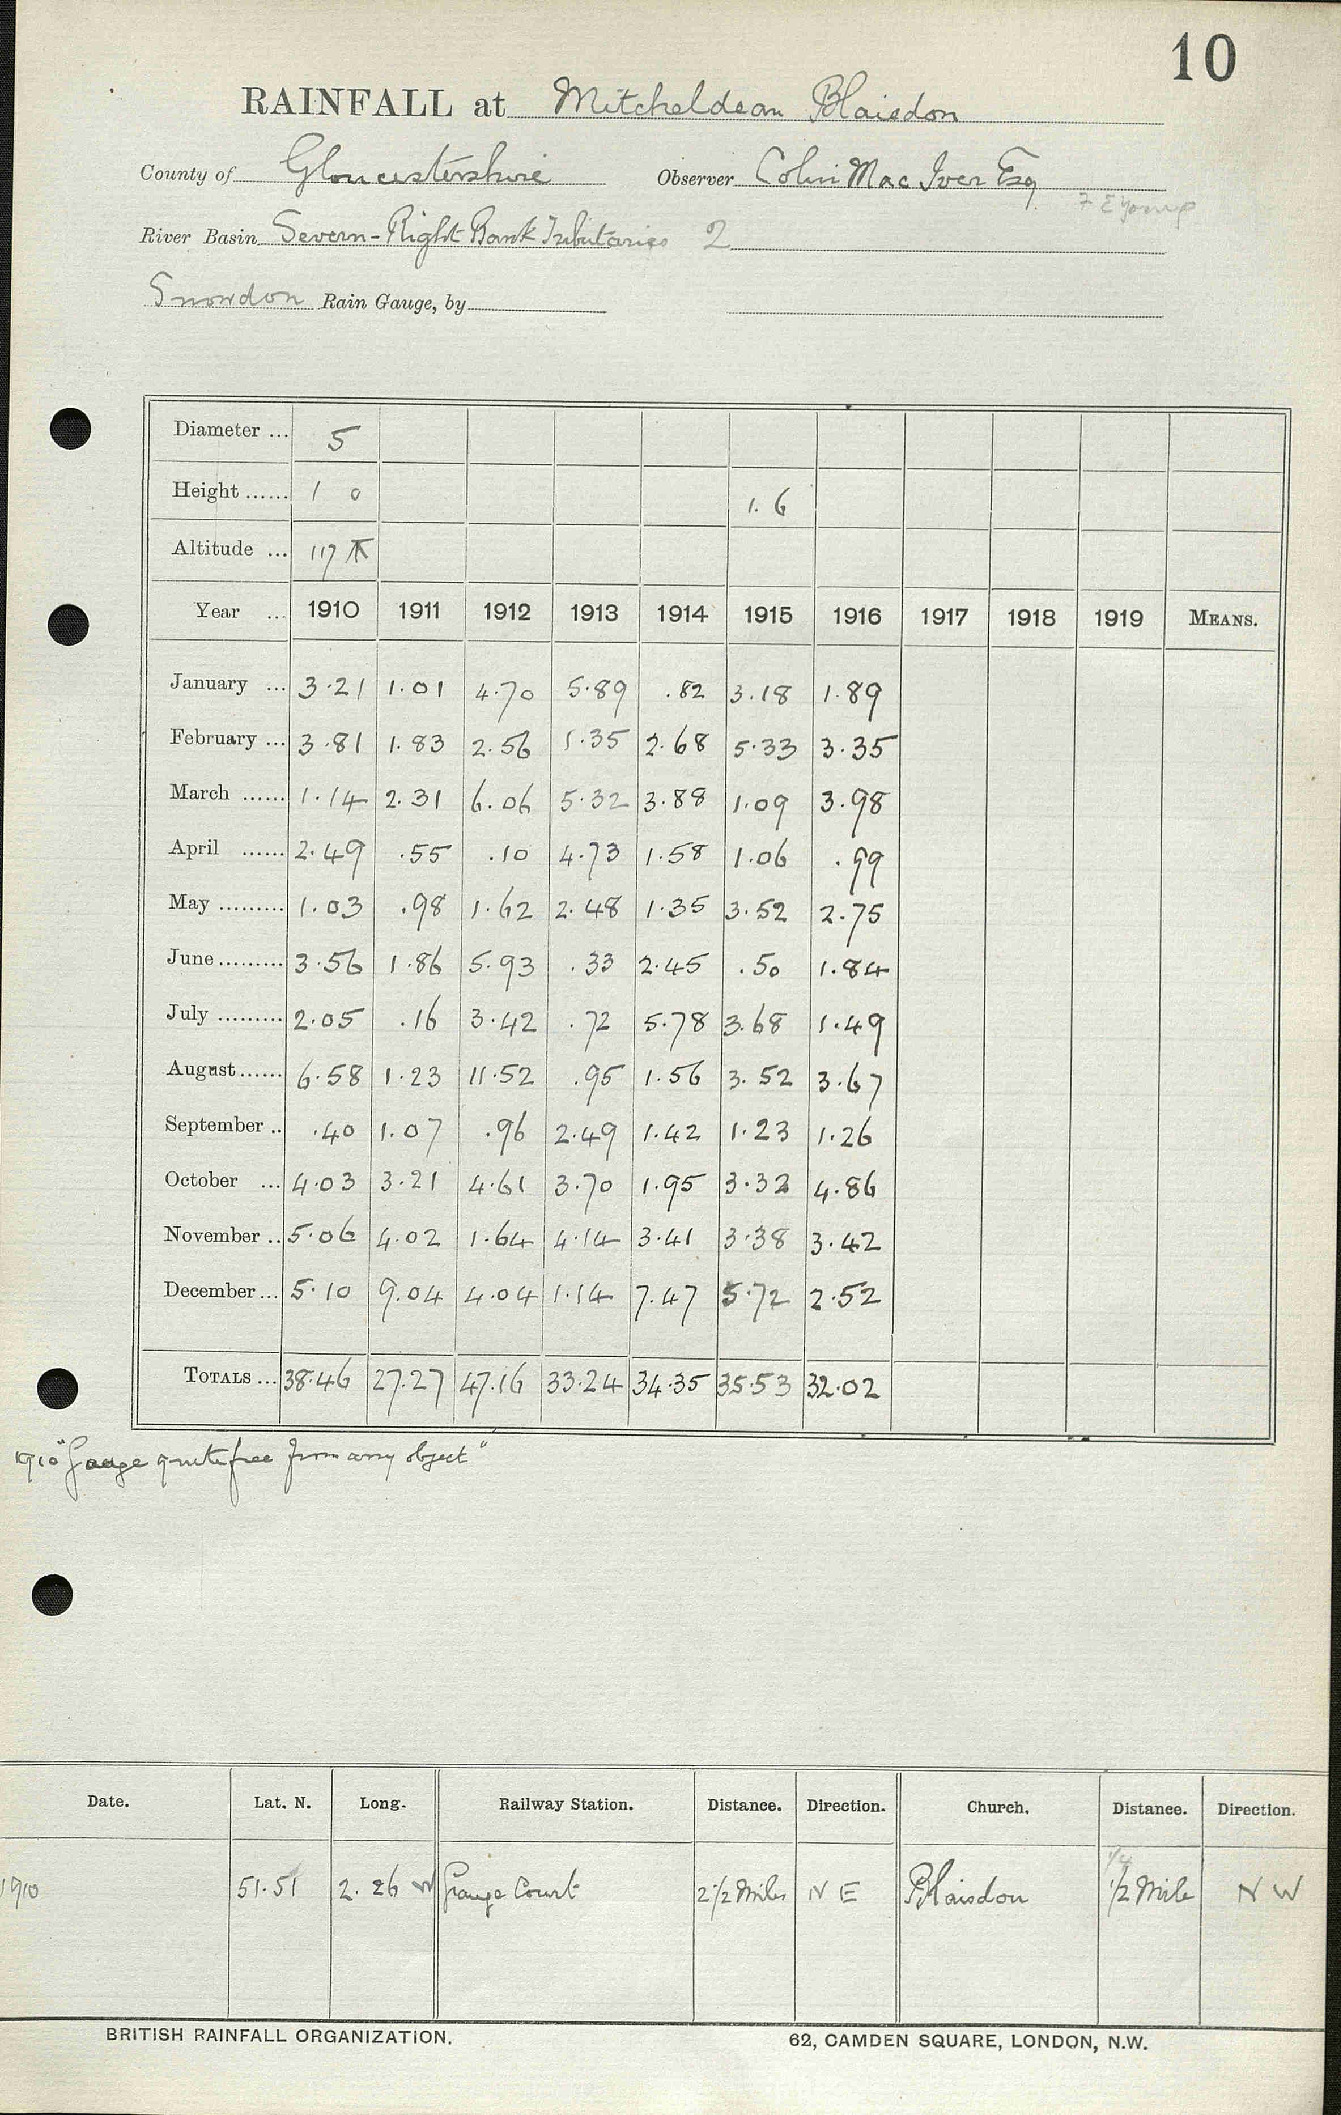 10
RAINFALL at Mitcheldean Blaisdon
County of Gloucestershire Observer Colin Mac Iver Esq
River Basin Severn - Right Bank Tributaries 2
Snowdon Rain Gauge, by
Diameter ... 5
Height ...... 1 0 1.6
Altitude ... 117
Year ... 1910 1911 1912 1913 1914 1915 1916 1917 1918 1919 MEANS.
January ... 3.21 1.01 4.70 5.89 .82 3.18 1.89
February ... 3.81 1.83 2.56 1.35 2.68 5.33 3.35
March ...... 1.14 2.31 6.06 5.32 3.88 1.09 3.98
April ...... 2.49 .55 .10 4.73 1.58 1.06 .99
May ......... 1.03 .98 1.62 2.48 1.35 3.52 2.75
June ......... 3.56 1.86 5.93 .33 2.45 .50 1.84
July ......... 2.05 .16 3.42 .72 5.78 3.68 1.49
August...... 6.58 1.23 11.52 .95 1.56 3.52 3.67
September .. .40 1.07 .96 2.49 1.42 1.23 1.26
October ... 4.03 3.21 4.61 3.70 1.95 3.32 4.86
November .. 5.06 4.02 1.64 4.14 3.41 3.38 3.42
December ... 5.10 9.04 4.04 1.14 7.47 5.72 2.52
TOTALS ... 38.46 27.27 47.16 33.24 34.35 35.53 32.02
1910 "Gauge quite free from any object"
Date. Lat. N. Long. Railway Station. Distance. Direction. Church. Distance. Direction.
1/4
1910 51.51 2.26 W Grange Court 2 1/2 Miles N E Blaisdon 1/2 Mile N W
BRITISH RAINFALL ORGANIZATION. 62, CAMDEN SQUARE, LONDON, N.W.